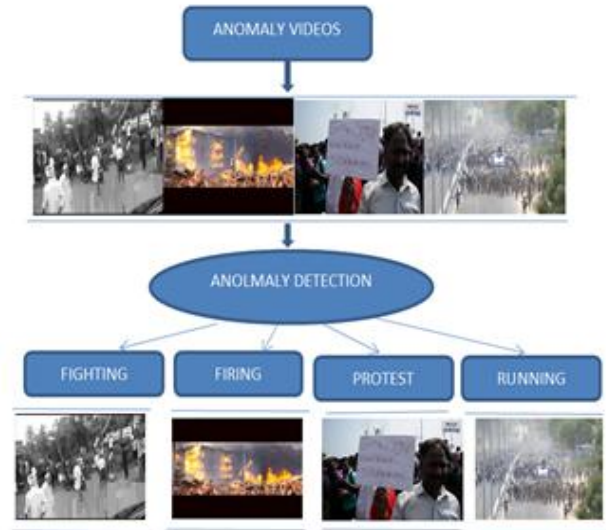 ANOMALY VIDEOS
ANOLMALY DETECTION
FIGHTING
FIRING
PROTEST
RUNNING